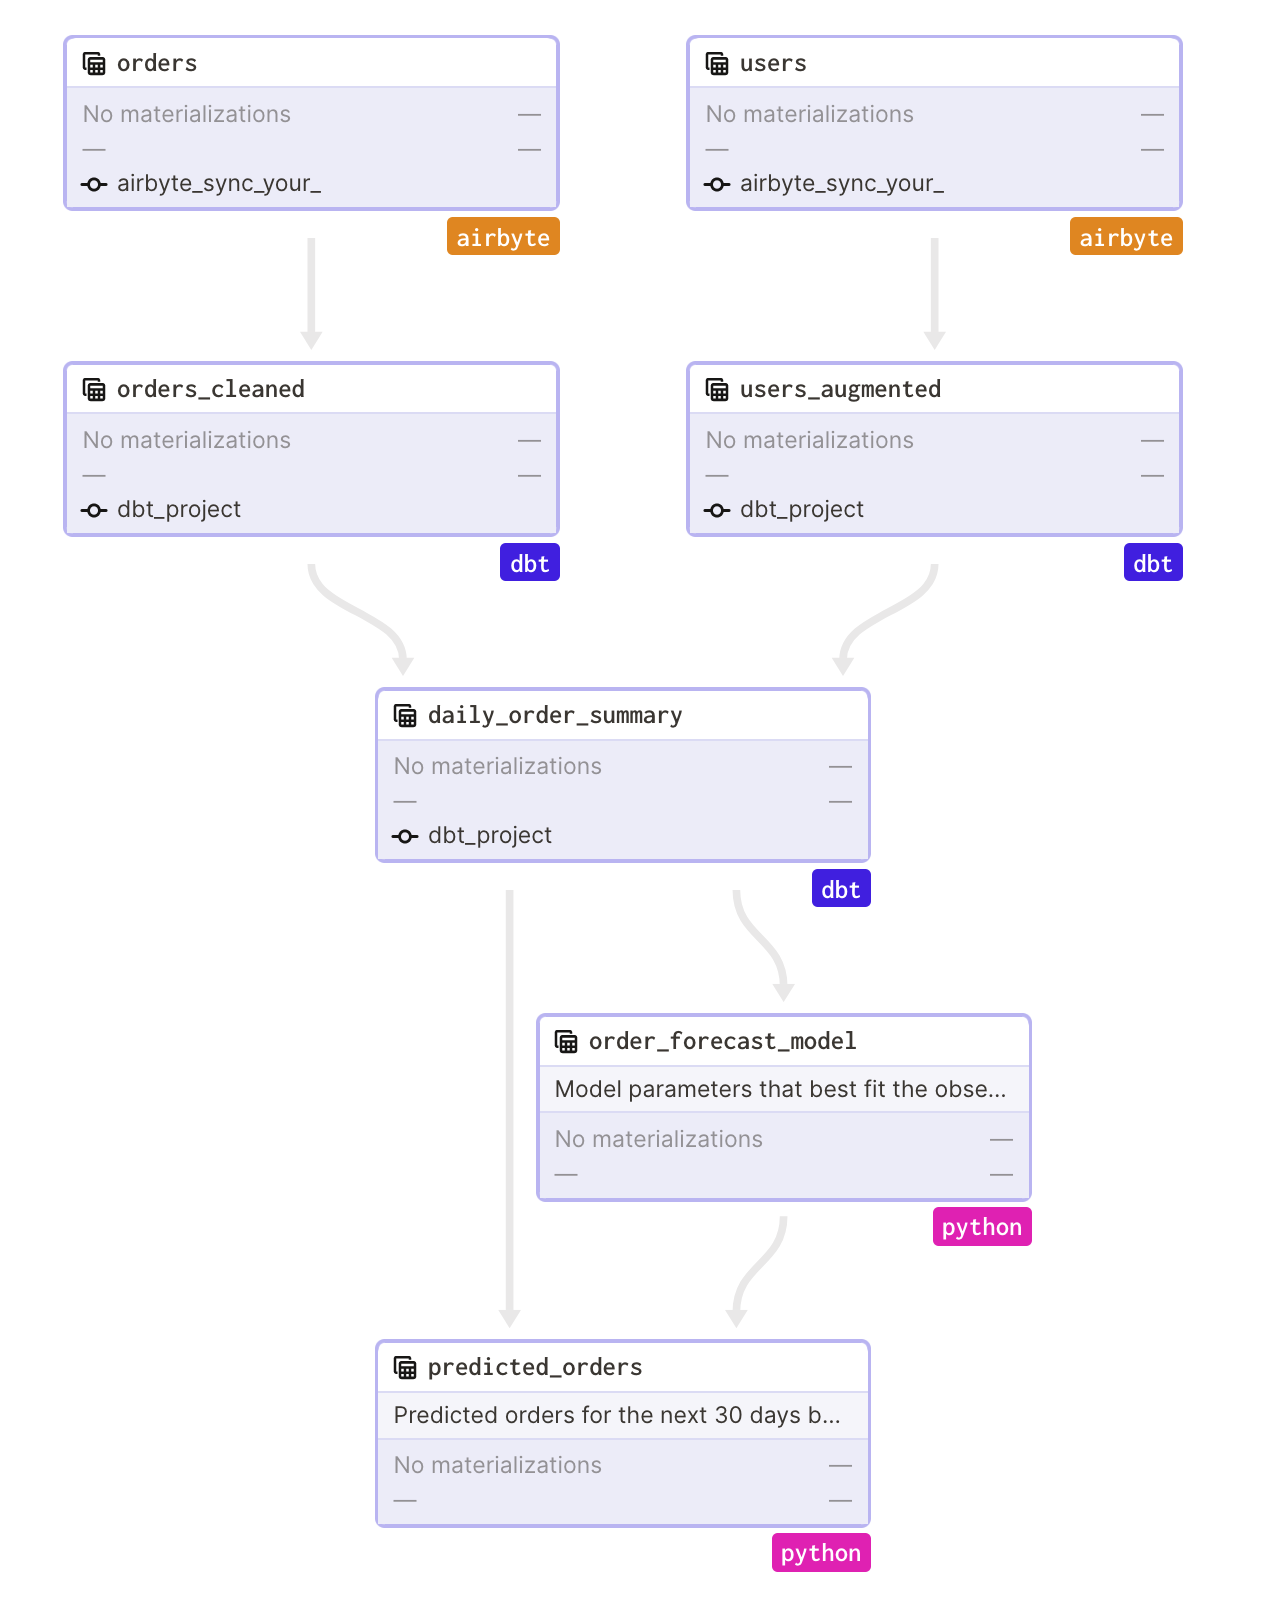 orders
No materializations —
— —
airbyte_sync_your_
airbyte
users
No materializations —
— —
airbyte_sync_your_
airbyte
orders_cleaned
No materializations —
— —
dbt_project
dbt
users_augmented
No materializations —
— —
dbt_project
dbt
daily_order_summary
No materializations —
— —
dbt_project
dbt
order_forecast_model
Model parameters that best fit the obse...
No materializations —
— —
python
predicted_orders
Predicted orders for the next 30 days b...
No materializations —
— —
python